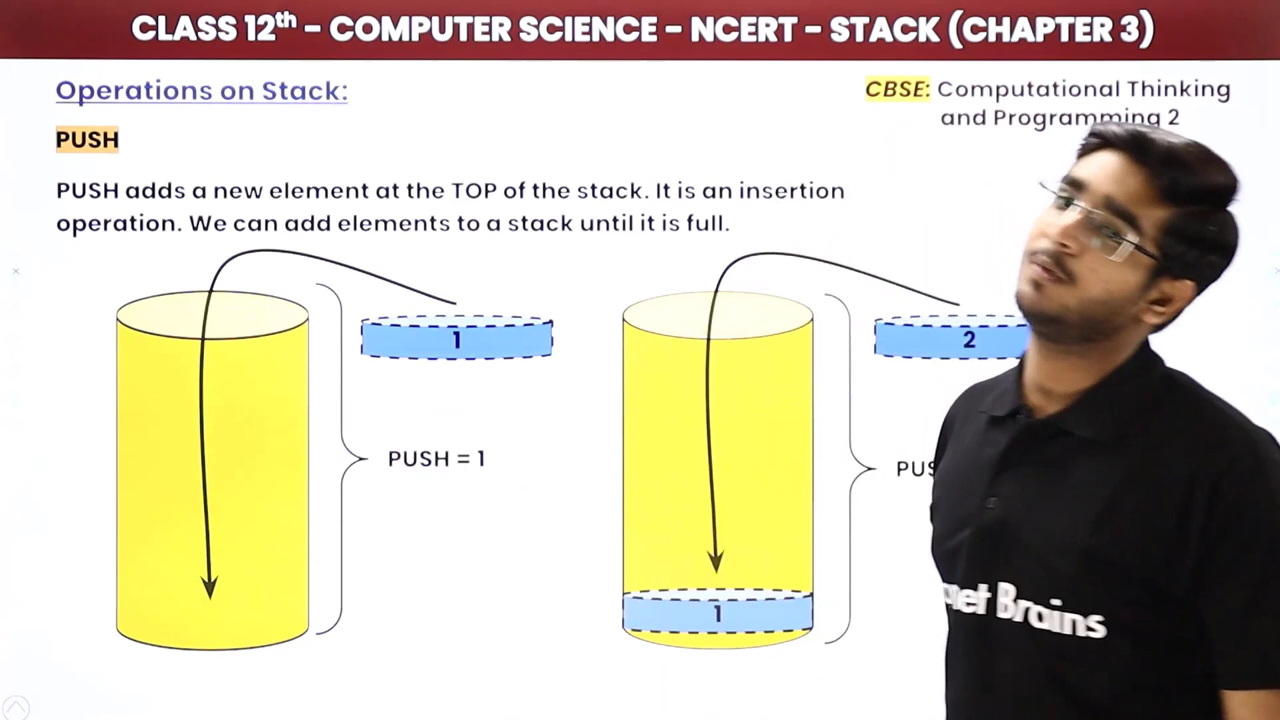 CLASS 12th – COMPUTER SCIENCE – NCERT – STACK (CHAPTER 3)
Operations on Stack:
CBSE: Computational Thinking
and Programming 2
PUSH
PUSH adds a new element at the TOP of the stack. It is an insertion
operation. We can add elements to a stack until it is full.
1
2
PUSH = 1
1
Brains